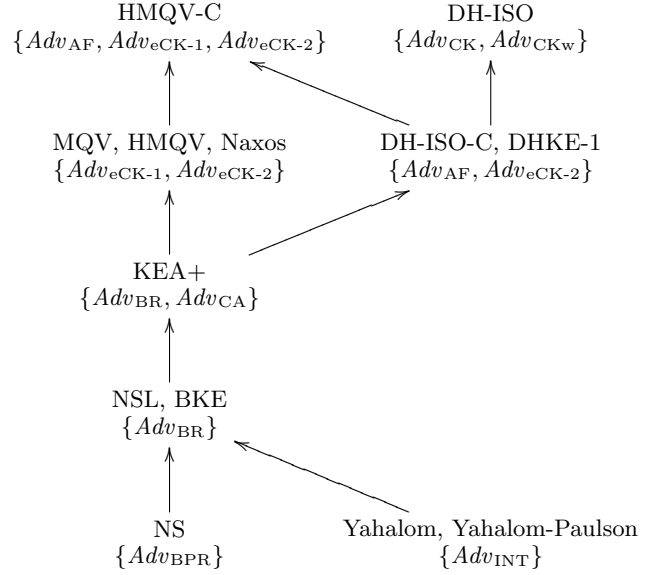 HMQV-C
{Adv_AF, Adv_eCK-1, Adv_eCK-2}
DH-ISO
{Adv_CK, Adv_CKw}
MQV, HMQV, Naxos
{Adv_eCK-1, Adv_eCK-2}
DH-ISO-C, DHKE-1
{Adv_AF, Adv_eCK-2}
KEA+
{Adv_BR, Adv_CA}
NSL, BKE
{Adv_BR}
NS
{Adv_BPR}
Yahalom, Yahalom-Paulson
{Adv_INT}